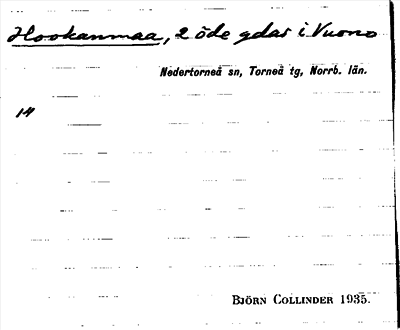 Hookanmaa, 2 öde gdar i Vuono
Nedertorneå sn, Torneå tg, Norrb. län.
14
BJÖRN COLLINDER 1935.